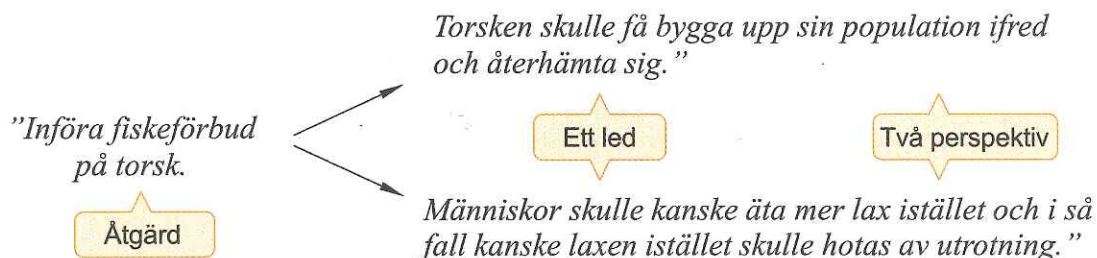 Torsken skulle få bygga upp sin population ifred
och återhämta sig.”
”Införa fiskeförbud
på torsk.
Åtgärd
Ett led
Två perspektiv
Människor skulle kanske äta mer lax istället och i så
fall kanske laxen istället skulle hotas av utrotning.”